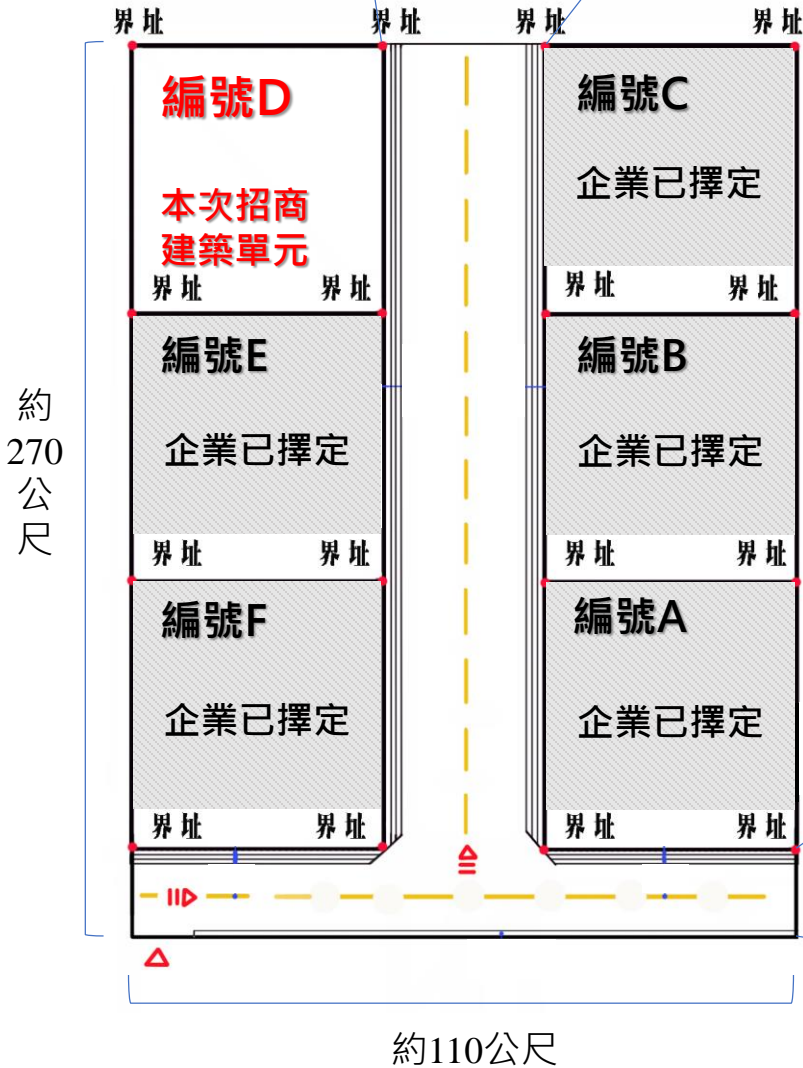 界址 界址 界址 界址
編號D
本次招商
建築單元
界址 界址
編號C
企業已擇定
界址 界址
編號E
企業已擇定
界址 界址
編號B
企業已擇定
界址 界址
編號F
企業已擇定
界址 界址
編號A
企業已擇定
界址 界址
約
270
公
尺
約110公尺